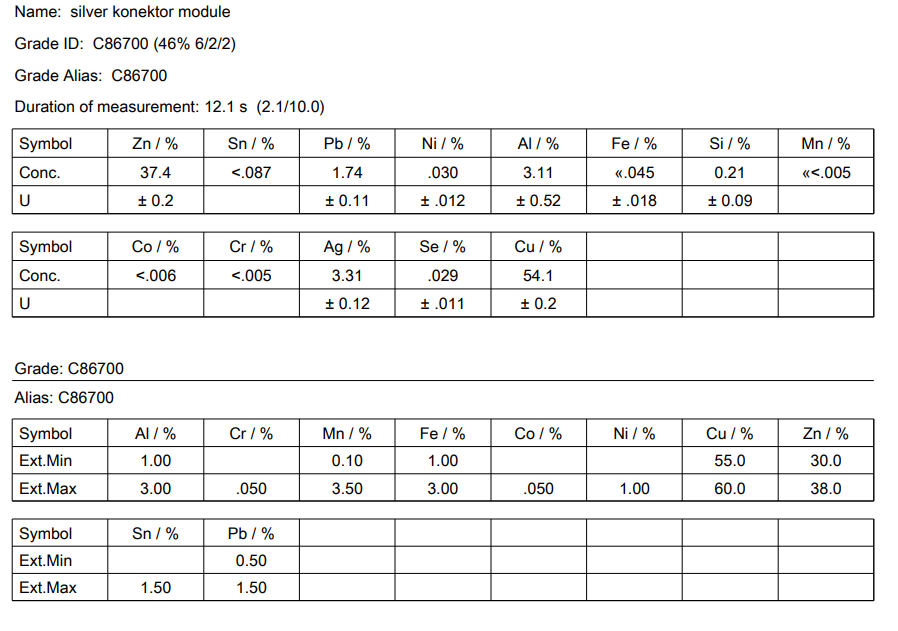 Name: silver konektor module
Grade ID: C86700 (46% 6/2/2)
Grade Alias: C86700
Duration of measurement: 12.1 s (2.1/10.0)
Symbol Zn / % Sn / % Pb / % Ni / % Al / % Fe / % Si / % Mn / %
Conc. 37.4 <.087 1.74 .030 3.11 «.045 0.21 «<.005
U ± 0.2 ± 0.11 ± .012 ± 0.52 ± .018 ± 0.09
Symbol Co / % Cr / % Ag / % Se / % Cu / %
Conc. <.006 <.005 3.31 .029 54.1
U ± 0.12 ± .011 ± 0.2
Grade: C86700
Alias: C86700
Symbol Al / % Cr / % Mn / % Fe / % Co / % Ni / % Cu / % Zn / %
Ext.Min 1.00 0.10 1.00 55.0 30.0
Ext.Max 3.00 .050 3.50 3.00 .050 1.00 60.0 38.0
Symbol Sn / % Pb / %
Ext.Min 0.50
Ext.Max 1.50 1.50